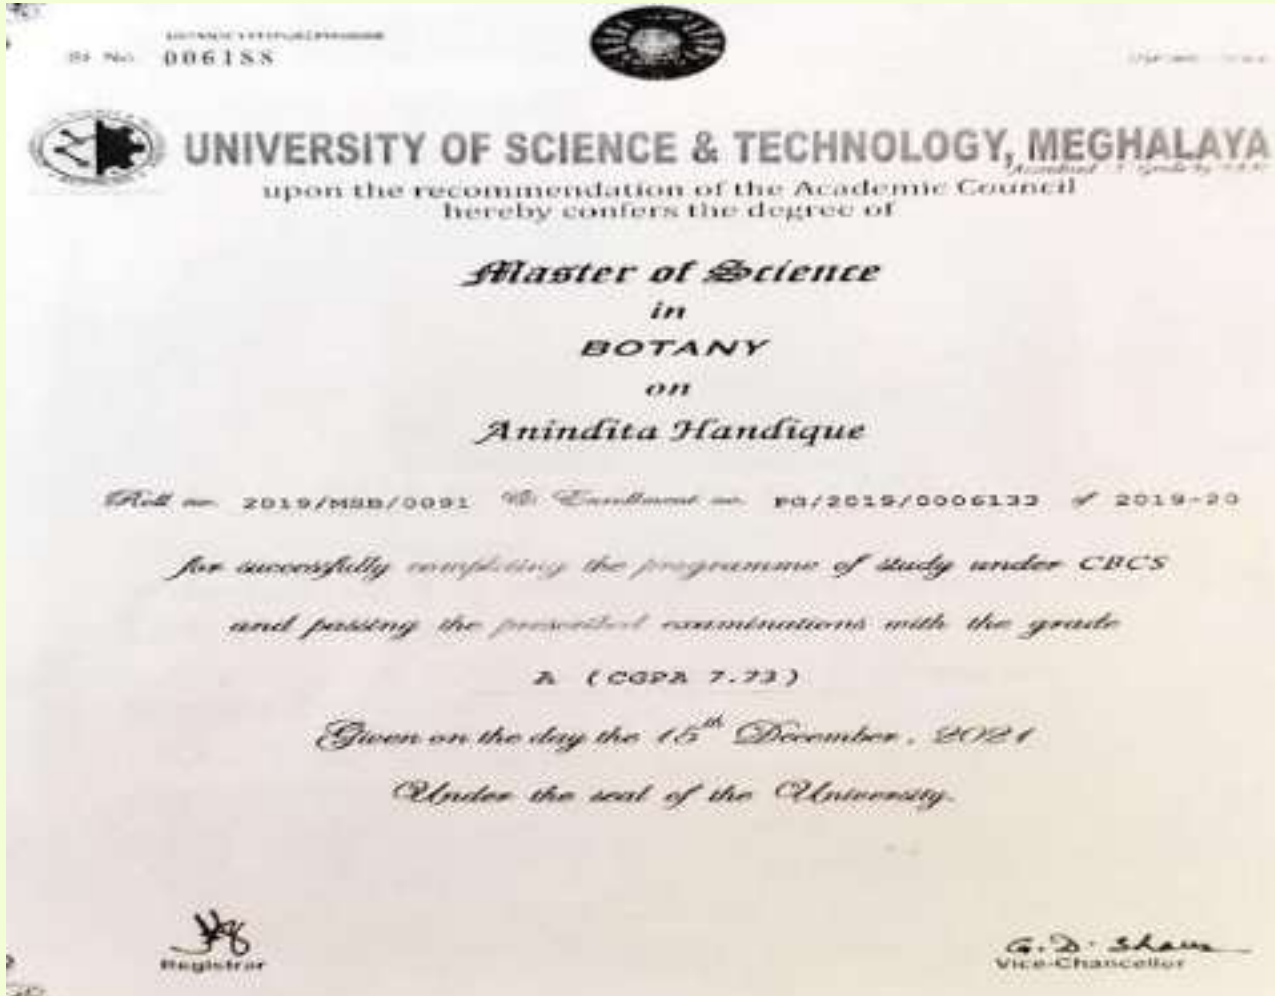 Sl. No. 006188
UNIVERSITY OF SCIENCE & TECHNOLOGY, MEGHALAYA
upon the recommendation of the Academic Council
hereby confers the degree of
Master of Science
in
BOTANY
on
Anindita Handique
Roll no. 2019/MSB/0091 & Enrollment no. PG/2019/0006133 of 2019-20
for successfully completing the programme of study under CBCS
and passing the prescribed examinations with the grade
A (CGPA 7.73)
Given on the day the 15th December, 2021
Under the seal of the University.
Registrar
G. D. Sharma
Vice-Chancellor